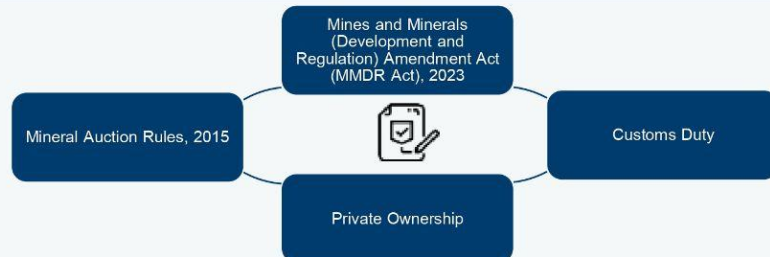 Mines and Minerals
(Development and
Regulation) Amendment Act
(MMDR Act), 2023
Mineral Auction Rules, 2015
Customs Duty
Private Ownership